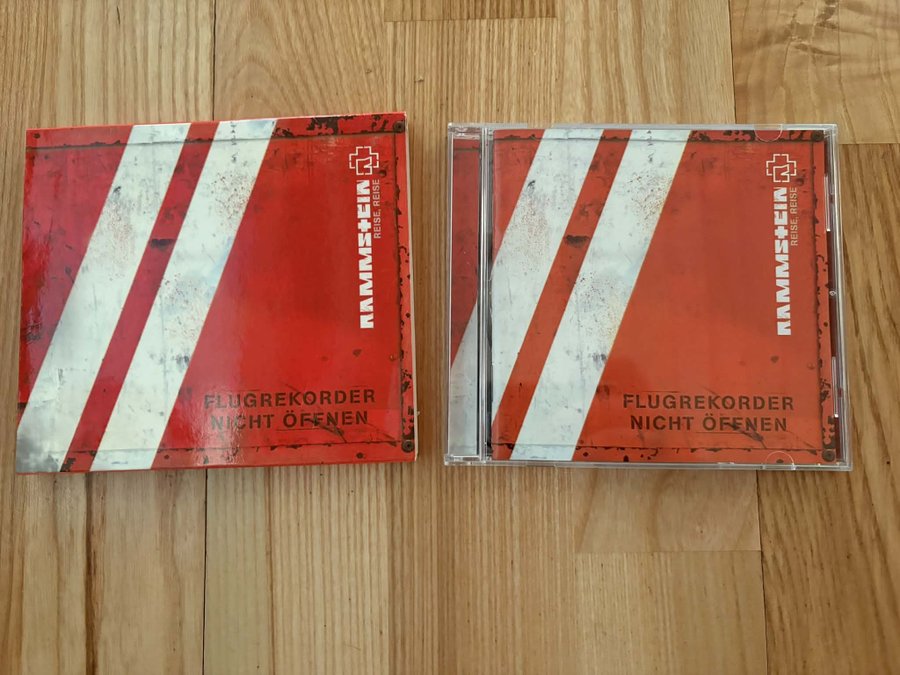 RAMMSTEIN
REISE, REISE
FLUGREKORDER
NICHT ÖFFNEN
RAMMSTEIN
REISE, REISE
FLUGREKORDER
NICHT ÖFFNEN